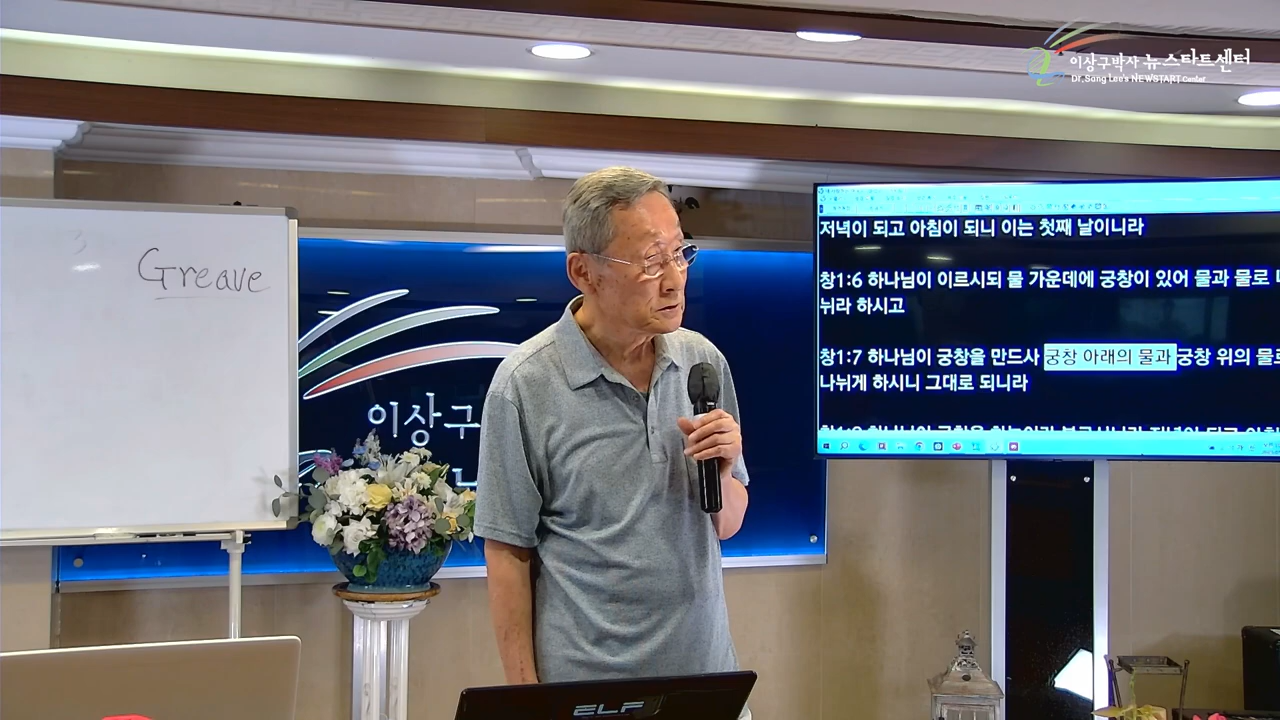 이상구박사 뉴스타트센터
Dr.Sang Lee's NEWSTART Center
Greave
이상구
저녁이 되고 아침이 되니 이는 첫째 날이니라
창1:6 하나님이 이르시되 물 가운데에 궁창이 있어 물과 물로
뉘라 하시고
창1:7 하나님이 궁창을 만드사 궁창 아래의 물과 궁창 위의 물로
나뉘게 하시니 그대로 되니라
ELF